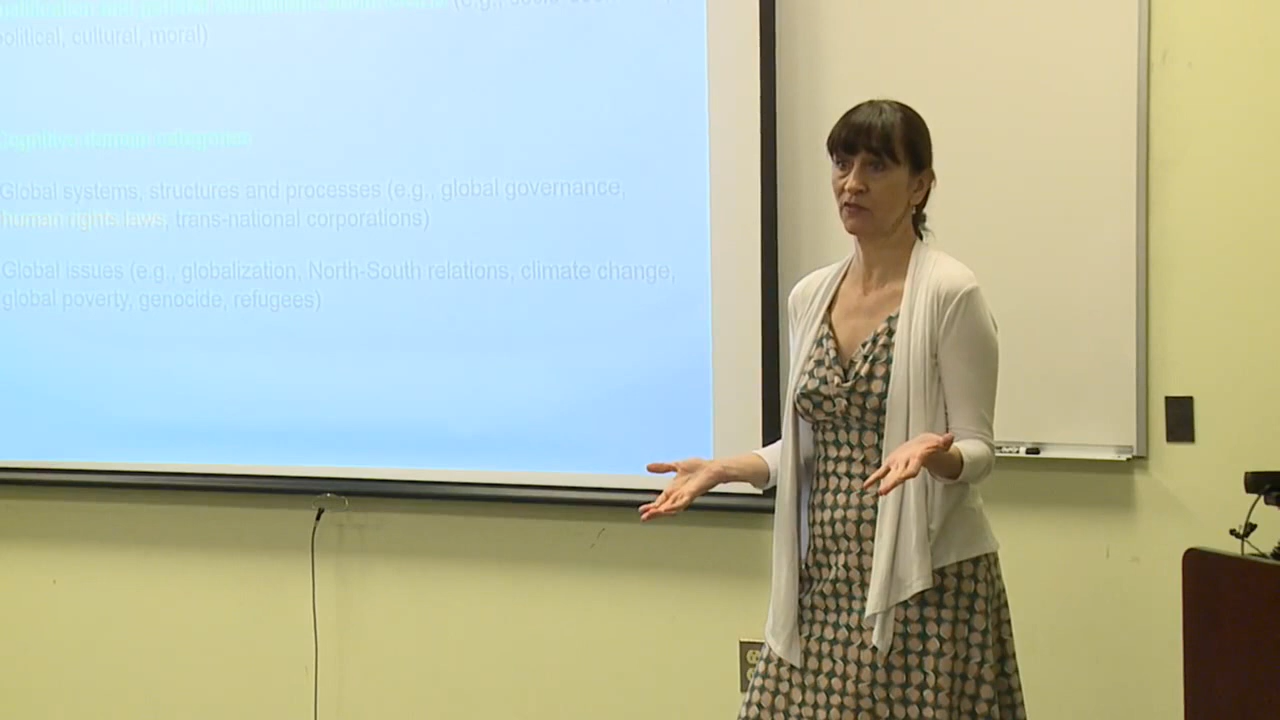 (e.g.,
political, cultural, moral)
Cognitive domain categories
Global systems, structures and processes (e.g., global governance,
human rights laws, trans-national corporations)
Global issues (e.g., globalization, North-South relations, climate change,
global poverty, genocide, refugees)